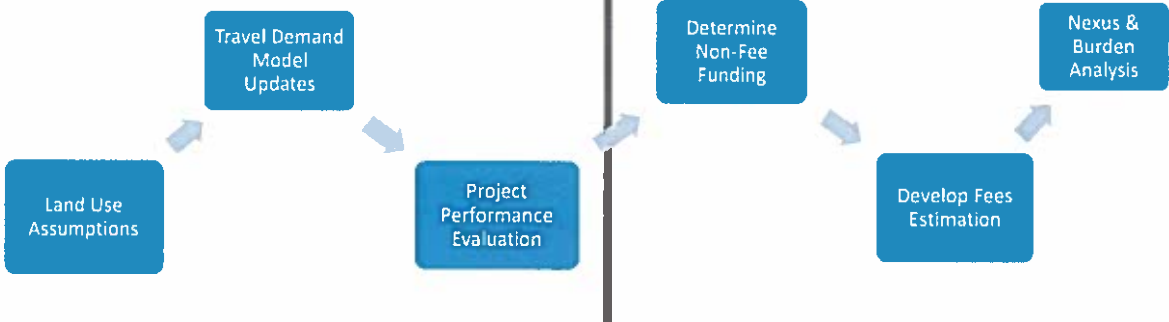 Land Use
Assumptions
Travel Demand
Model
Updates
Project
Performance
Evaluation
Determine
Non-Fee
Funding
Develop Fees
Estimation
Nexus &
Burden
Analysis